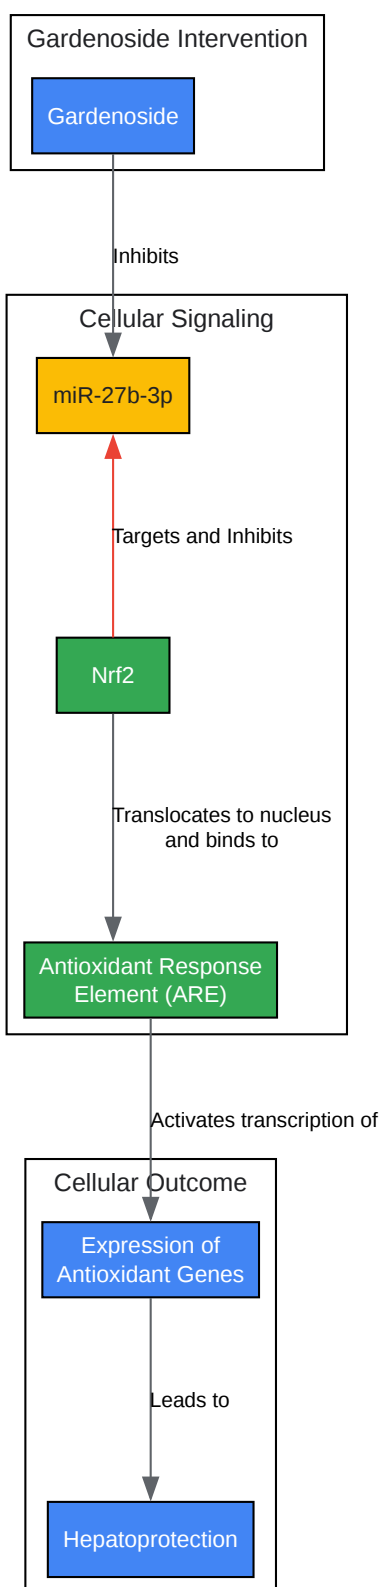 Gardenoside Intervention
Gardenoside
Inhibits
Cellular Signaling
miR-27b-3p
Targets and Inhibits
Nrf2
Translocates to nucleus
and binds to
Antioxidant Response
Element (ARE)
Activates transcription of
Cellular Outcome
Expression of
Antioxidant Genes
Leads to
Hepatoprotection